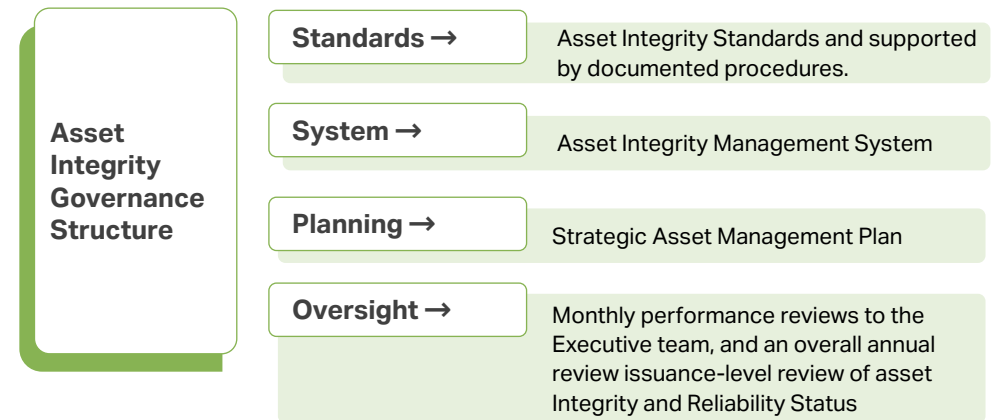 Asset
Integrity
Governance
Structure
Standards →
Asset Integrity Standards and supported
by documented procedures.
System →
Asset Integrity Management System
Planning →
Strategic Asset Management Plan
Oversight →
Monthly performance reviews to the
Executive team, and an overall annual
review issuance-level review of asset
Integrity and Reliability Status